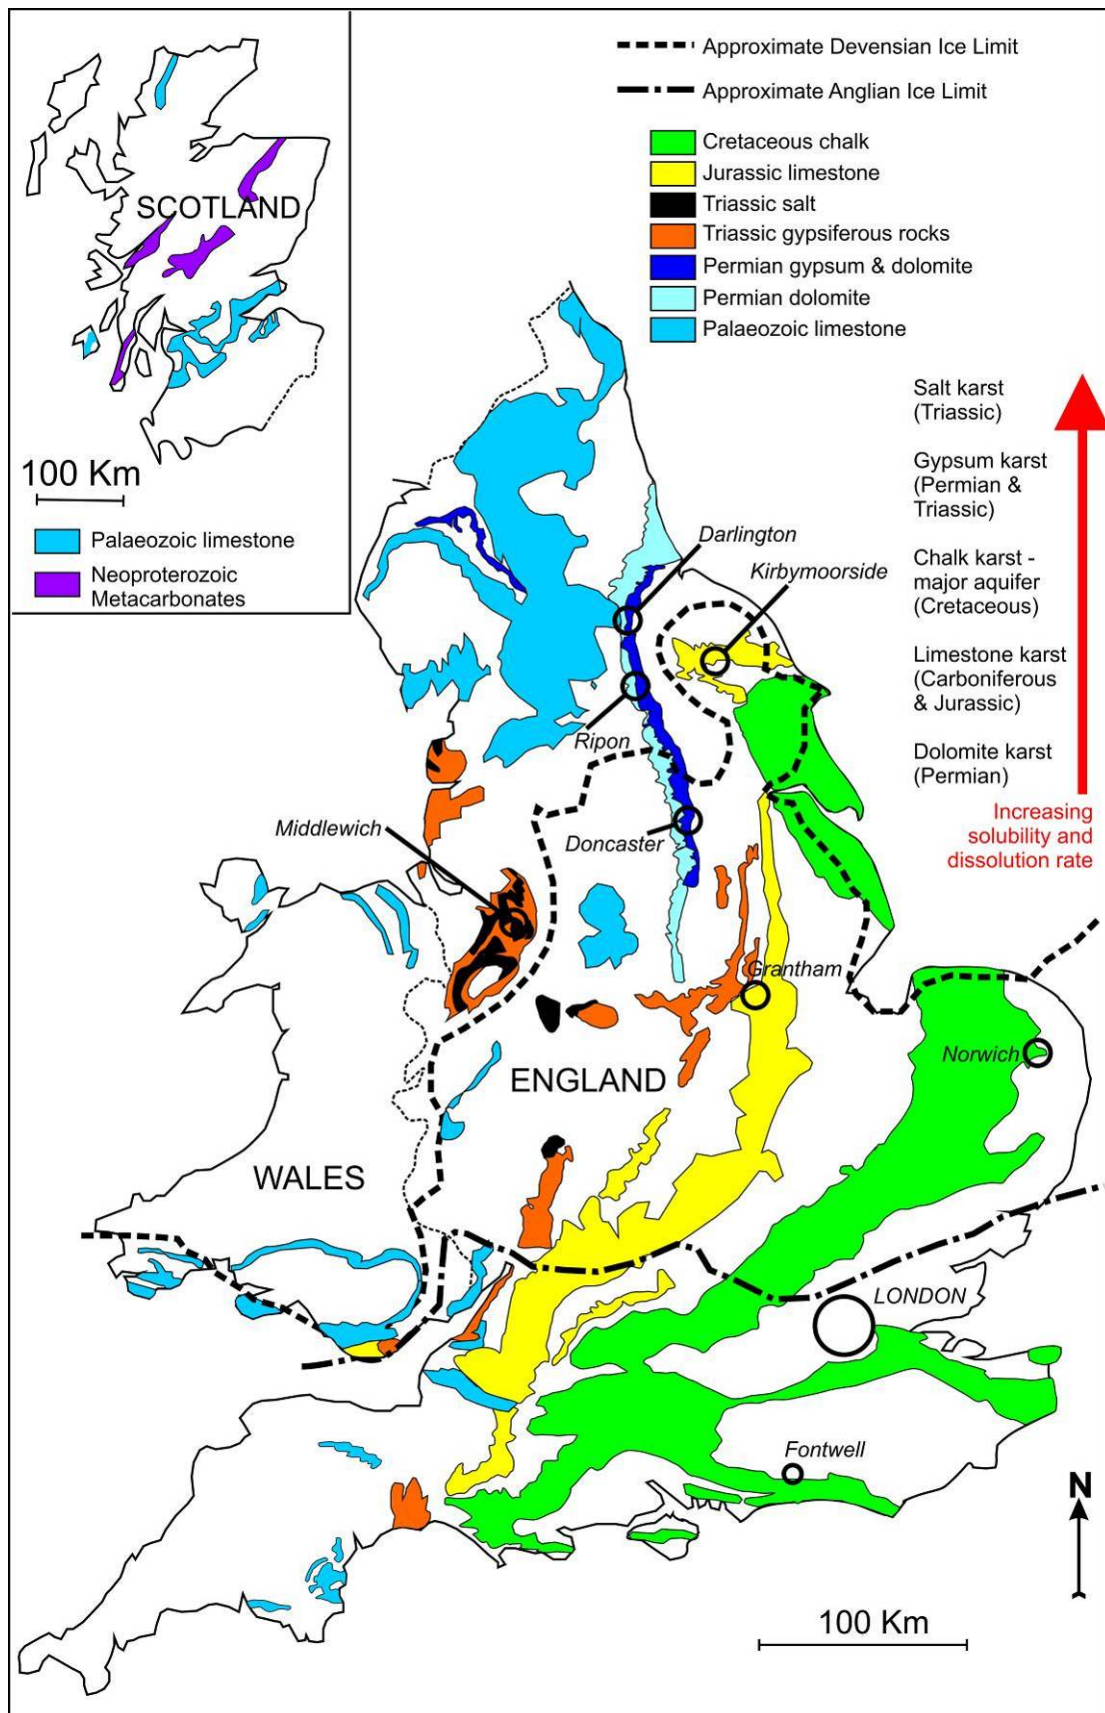 Approximate Devensian Ice Limit
Approximate Anglian Ice Limit
Cretaceous chalk
Jurassic limestone
Triassic salt
Triassic gypsiferous rocks
Permian gypsum & dolomite
Permian dolomite
Palaeozoic limestone
SCOTLAND
100 Km
Palaeozoic limestone
Neoproterozoic
Metacarbonates
Salt karst
(Triassic)
Gypsum karst
(Permian &
Triassic)
Chalk karst -
major aquifer
(Cretaceous)
Limestone karst
(Carboniferous
& Jurassic)
Dolomite karst
(Permian)
Increasing
solubility and
dissolution rate
Darlington
Kirbymoorside
Ripon
Middlewich
Doncaster
Grantham
Norwich
ENGLAND
WALES
LONDON
Fontwell
N
100 Km